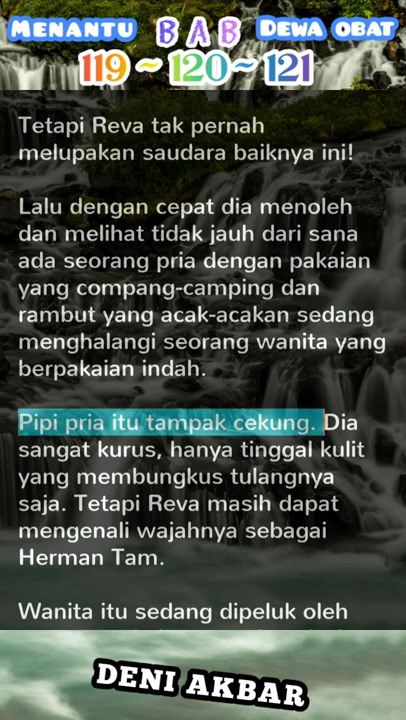 MENANTU BAB DEWA OBAT
119 ~ 120 ~ 121
Tetapi Reva tak pernah
melupakan saudara baiknya ini!
Lalu dengan cepat dia menoleh
dan melihat tidak jauh dari sana
ada seorang pria dengan pakaian
yang compang-camping dan
rambut yang acak-acakan sedang
menghalangi seorang wanita yang
berpakaian indah.
Pipi pria itu tampak cekung. Dia
sangat kurus, hanya tinggal kulit
yang membungkus tulangnya
saja. Tetapi Reva masih dapat
mengenali wajahnya sebagai
Herman Tam.
Wanita itu sedang dipeluk oleh
DENI AKBAR